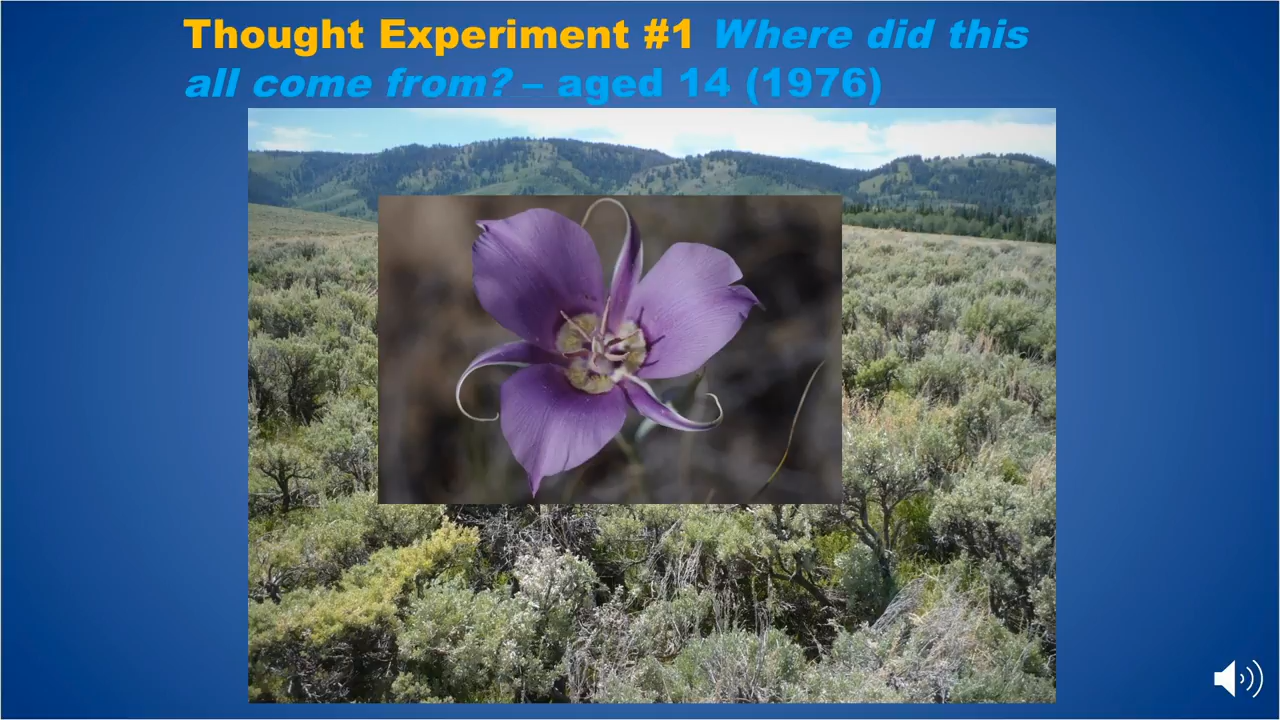 Thought Experiment #1 Where did this
all come from? – aged 14 (1976)